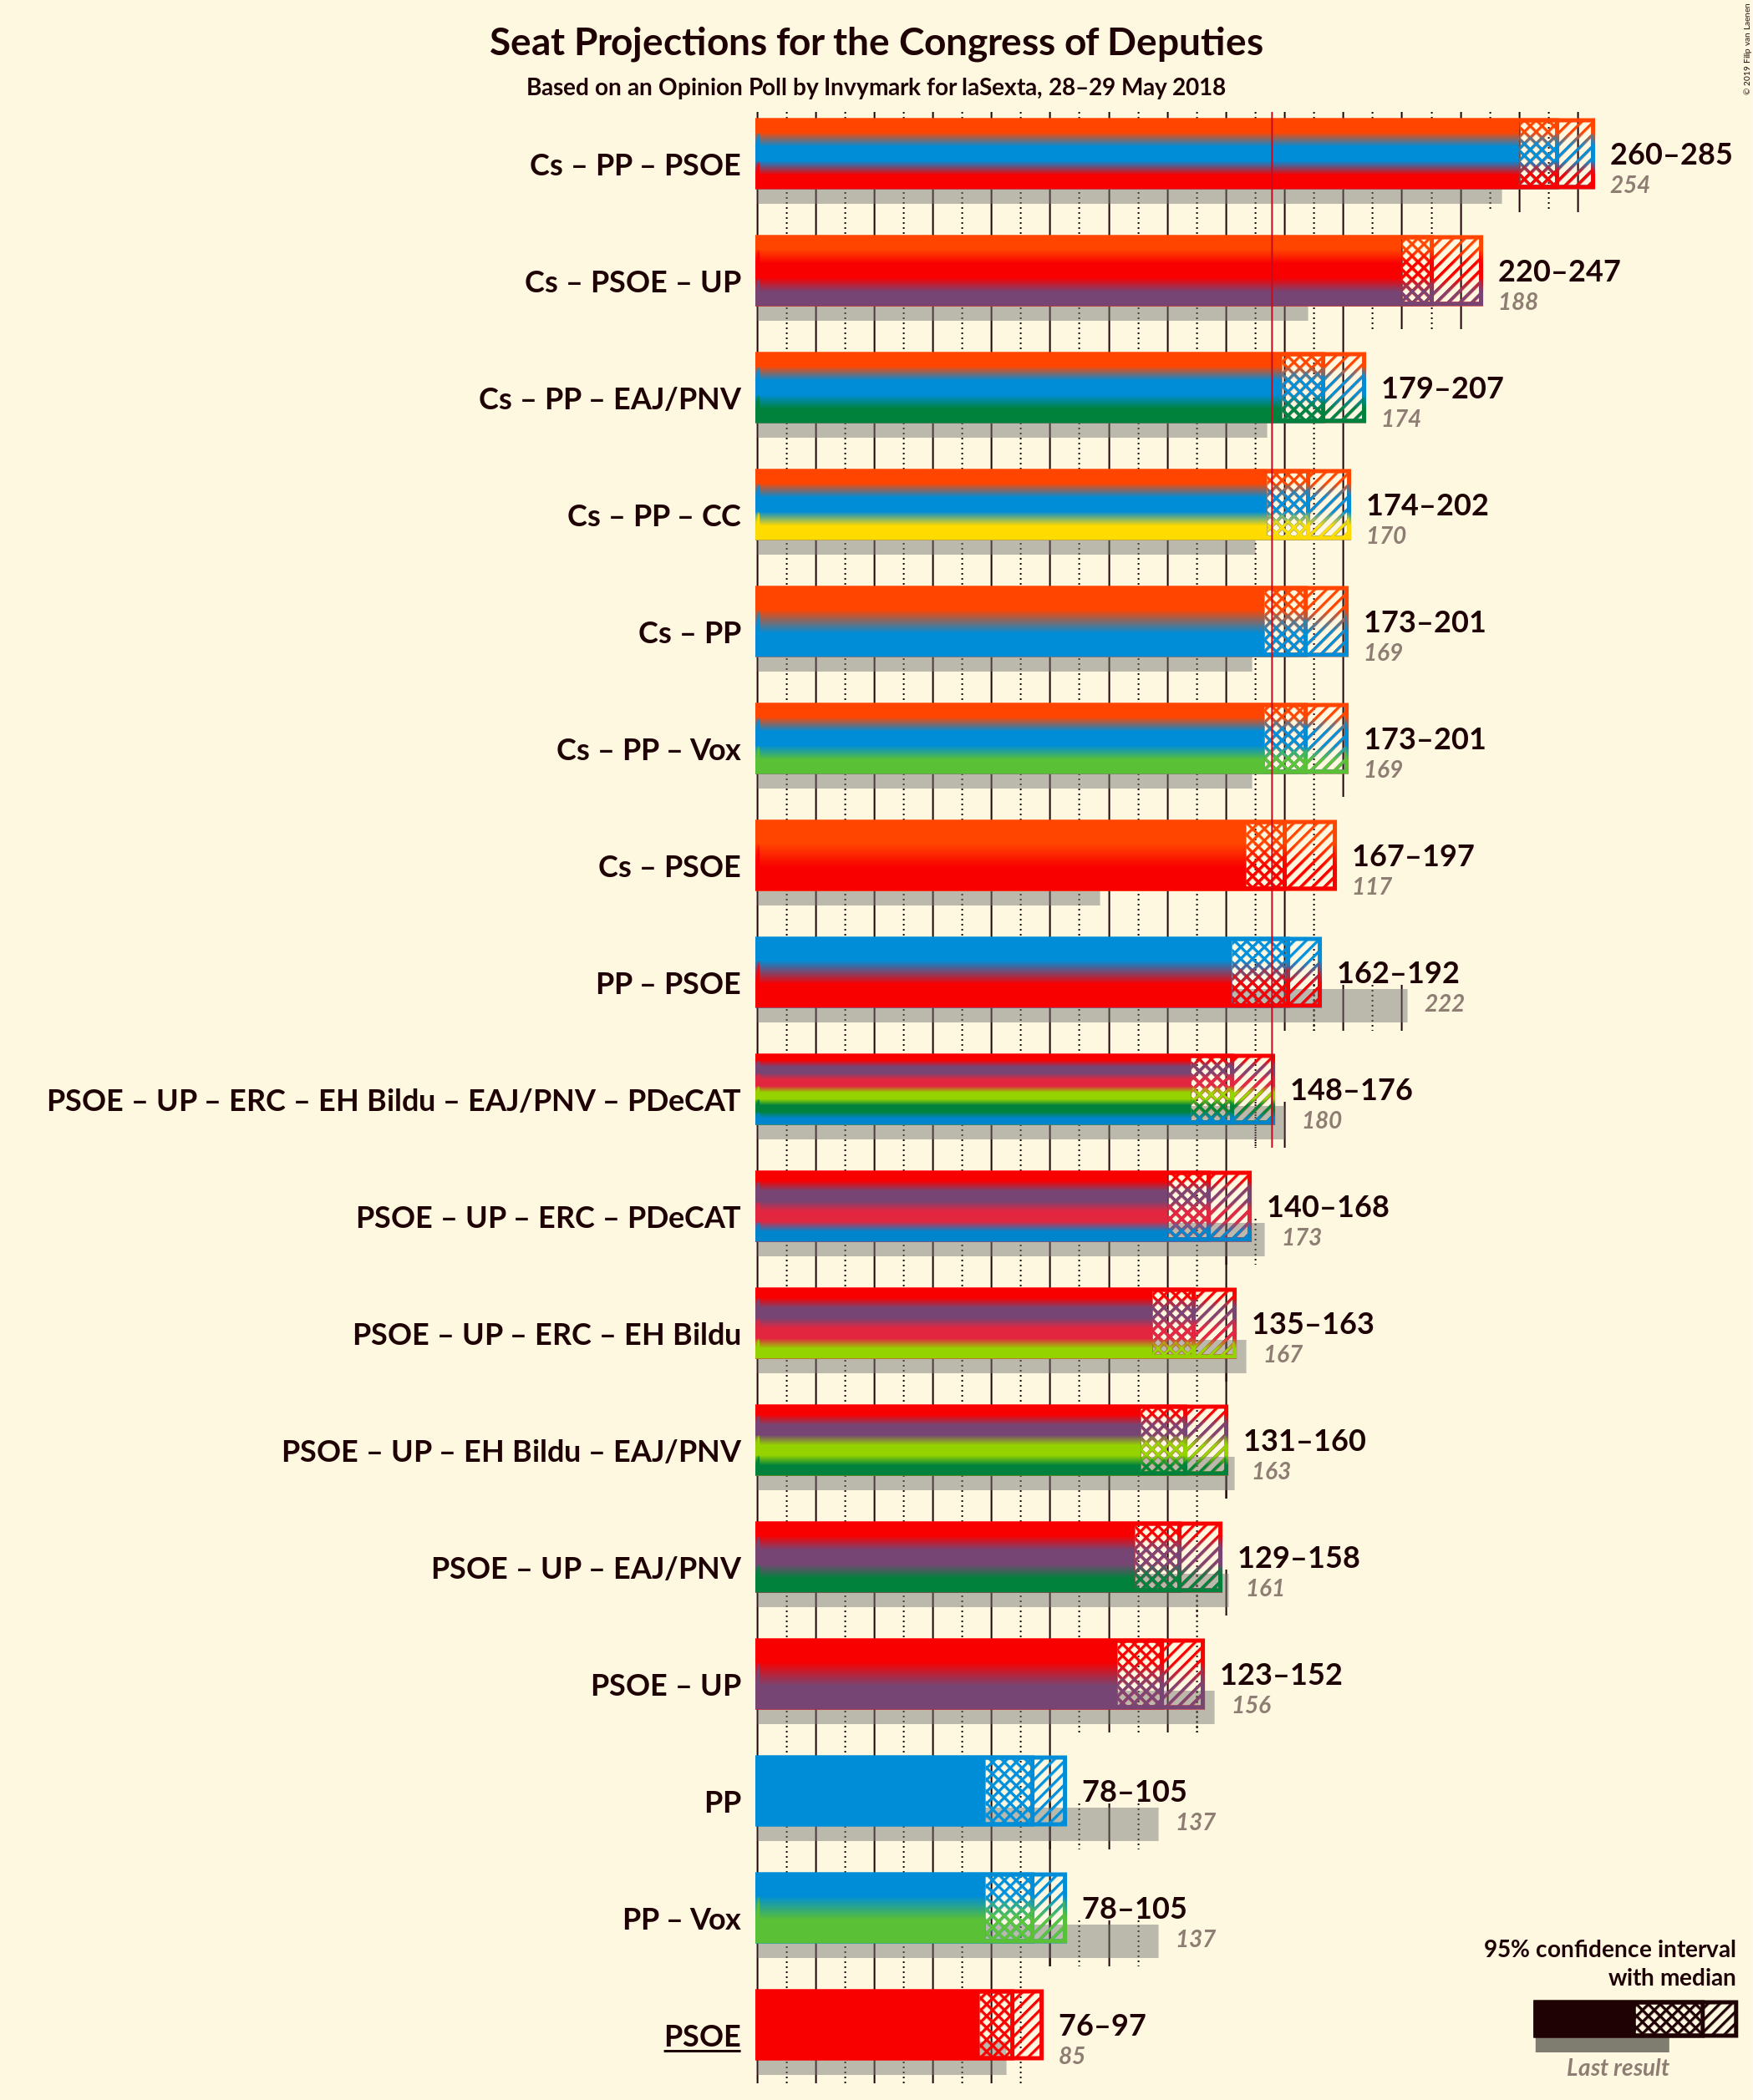 Seat Projections for the Congress of Deputies
Based on an Opinion Poll by Invymark for laSexta, 28–29 May 2018
© 2019 Filip van Laenen
Cs – PP – PSOE
260–285
254
Cs – PSOE – UP
220–247
188
Cs – PP – EAJ/PNV
179–207
174
Cs – PP – CC
174–202
170
Cs – PP
173–201
169
Cs – PP – Vox
173–201
169
Cs – PSOE
167–197
117
PP – PSOE
162–192
222
PSOE – UP – ERC – EH Bildu – EAJ/PNV – PDeCAT
148–176
180
PSOE – UP – ERC – PDeCAT
140–168
173
PSOE – UP – ERC – EH Bildu
135–163
167
PSOE – UP – EH Bildu – EAJ/PNV
131–160
163
PSOE – UP – EAJ/PNV
129–158
161
PSOE – UP
123–152
156
PP
78–105
137
PP – Vox
78–105
137
PSOE
76–97
85
95% confidence interval
with median
Last result